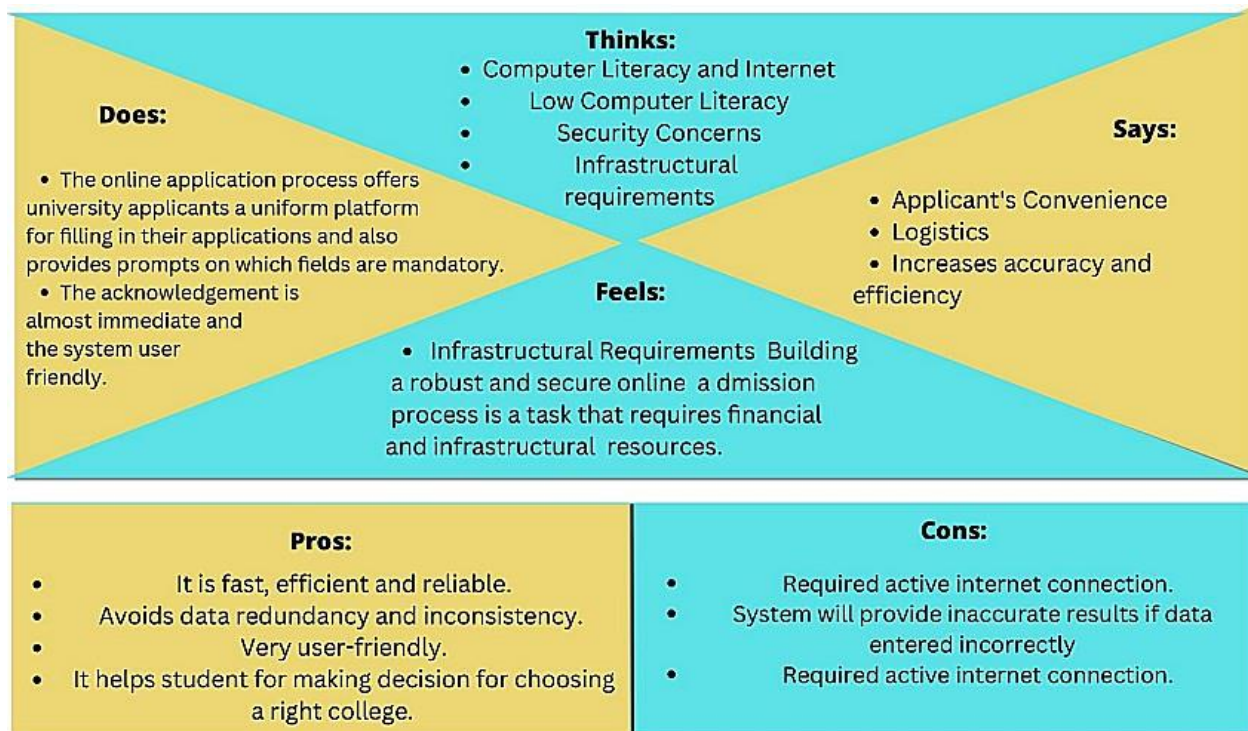 Thinks:
• Computer Literacy and Internet
• Low Computer Literacy
• Security Concerns
• Infrastructural
requirements
Does:
• The online application process offers
university applicants a uniform platform
for filling in their applications and also
provides prompts on which fields are mandatory.
• The acknowledgement is
almost immediate and
the system user
friendly.
Says:
• Applicant's Convenience
• Logistics
• Increases accuracy and
efficiency
Feels:
• Infrastructural Requirements Building
a robust and secure online a dmission
process is a task that requires financial
and infrastructural resources.
Pros:
• It is fast, efficient and reliable.
• Avoids data redundancy and inconsistency.
• Very user-friendly.
• It helps student for making decision for choosing
a right college.
Cons:
• Required active internet connection.
• System will provide inaccurate results if data
entered incorrectly
• Required active internet connection.